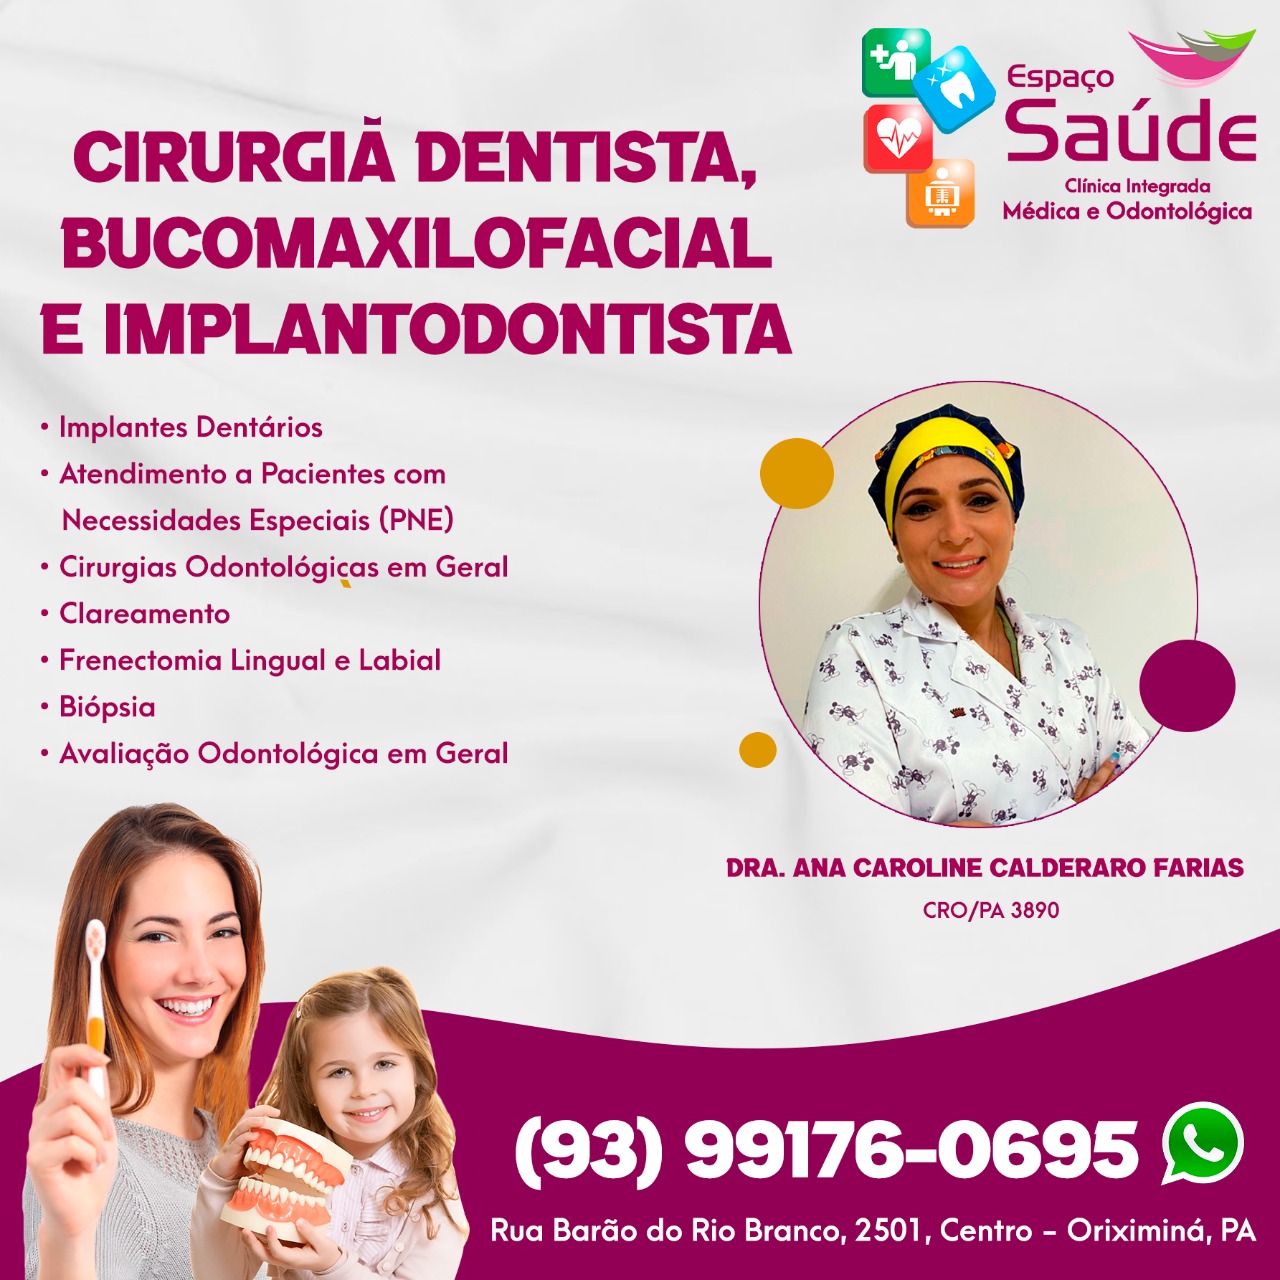 Espaço
Saúde
Clínica Integrada
Médica e Odontológica
CIRURGIÃ DENTISTA,
BUCOMAXILOFACIAL
E IMPLANTODONTISTA
• Implantes Dentários
• Atendimento a Pacientes com
Necessidades Especiais (PNE)
• Cirurgias Odontológicas em Geral
• Clareamento
• Frenectomia Lingual e Labial
• Biópsia
• Avaliação Odontológica em Geral
DRA. ANA CAROLINE CALDERARO FARIAS
CRO/PA 3890
(93) 99176-0695
Rua Barão do Rio Branco, 2501, Centro - Oriximiná, PA